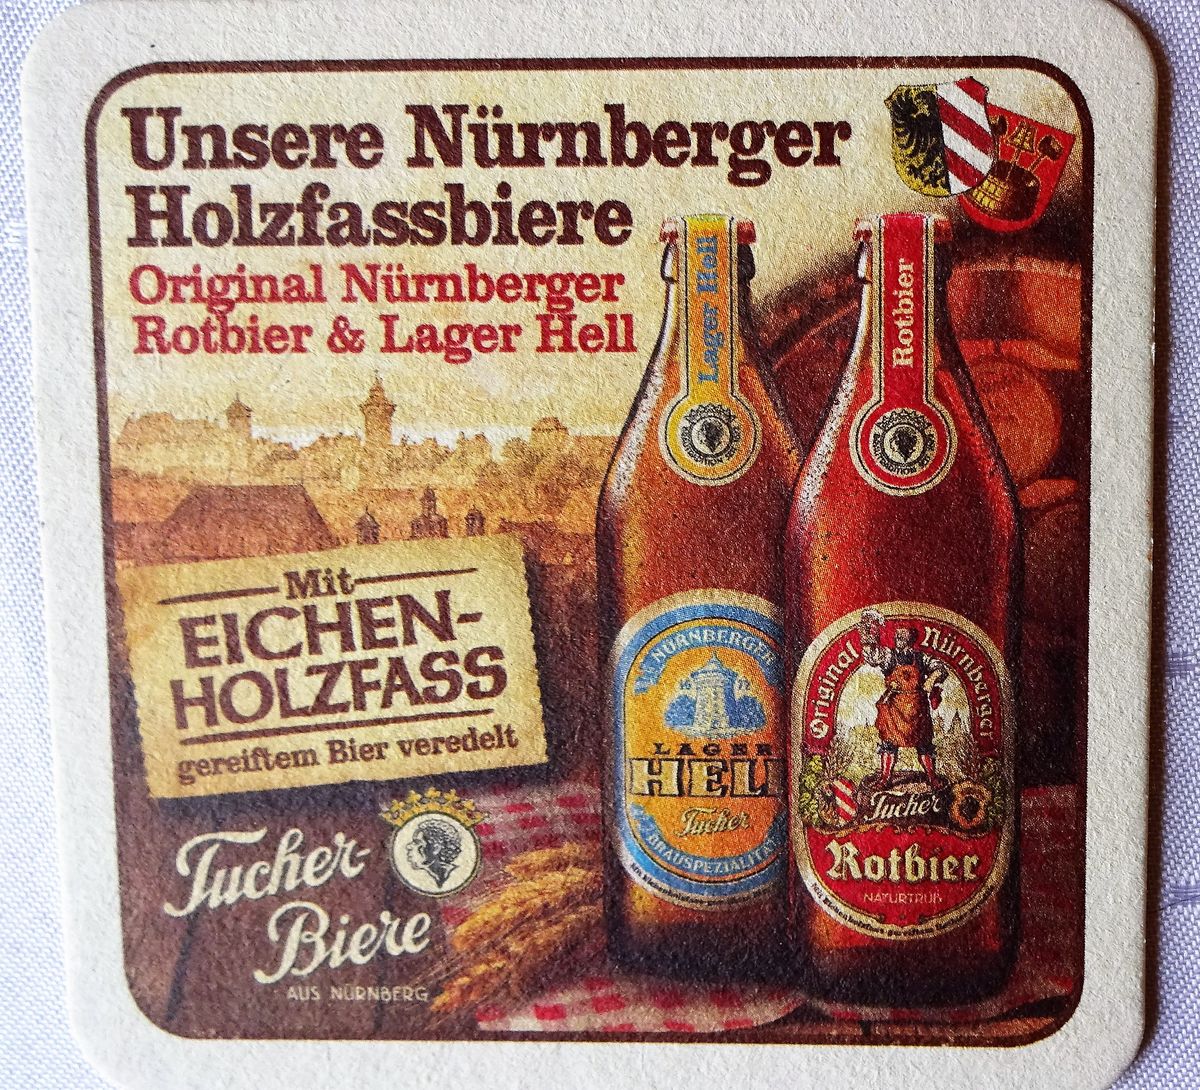 Unsere Nürnberger
Holzfassbiere
Original Nürnberger
Rotbier & Lager Hell
Mit
EICHEN-
HOLZFASS
gereiftem Bier veredelt
Tucher-
Biere
AUS NÜRNBERG
Lager Hell
NÜRNBERGER
LAGER
HELL
Tucher
BRAUSPEZIALITÄ
Rotbier
Original Nürnberger
Tucher
Rotbier
NATURTRÜB